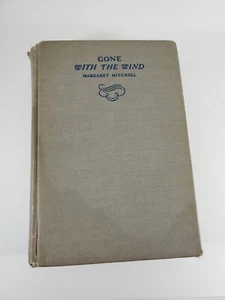 GONE
WITH THE WIND
MARGARET MITCHELL